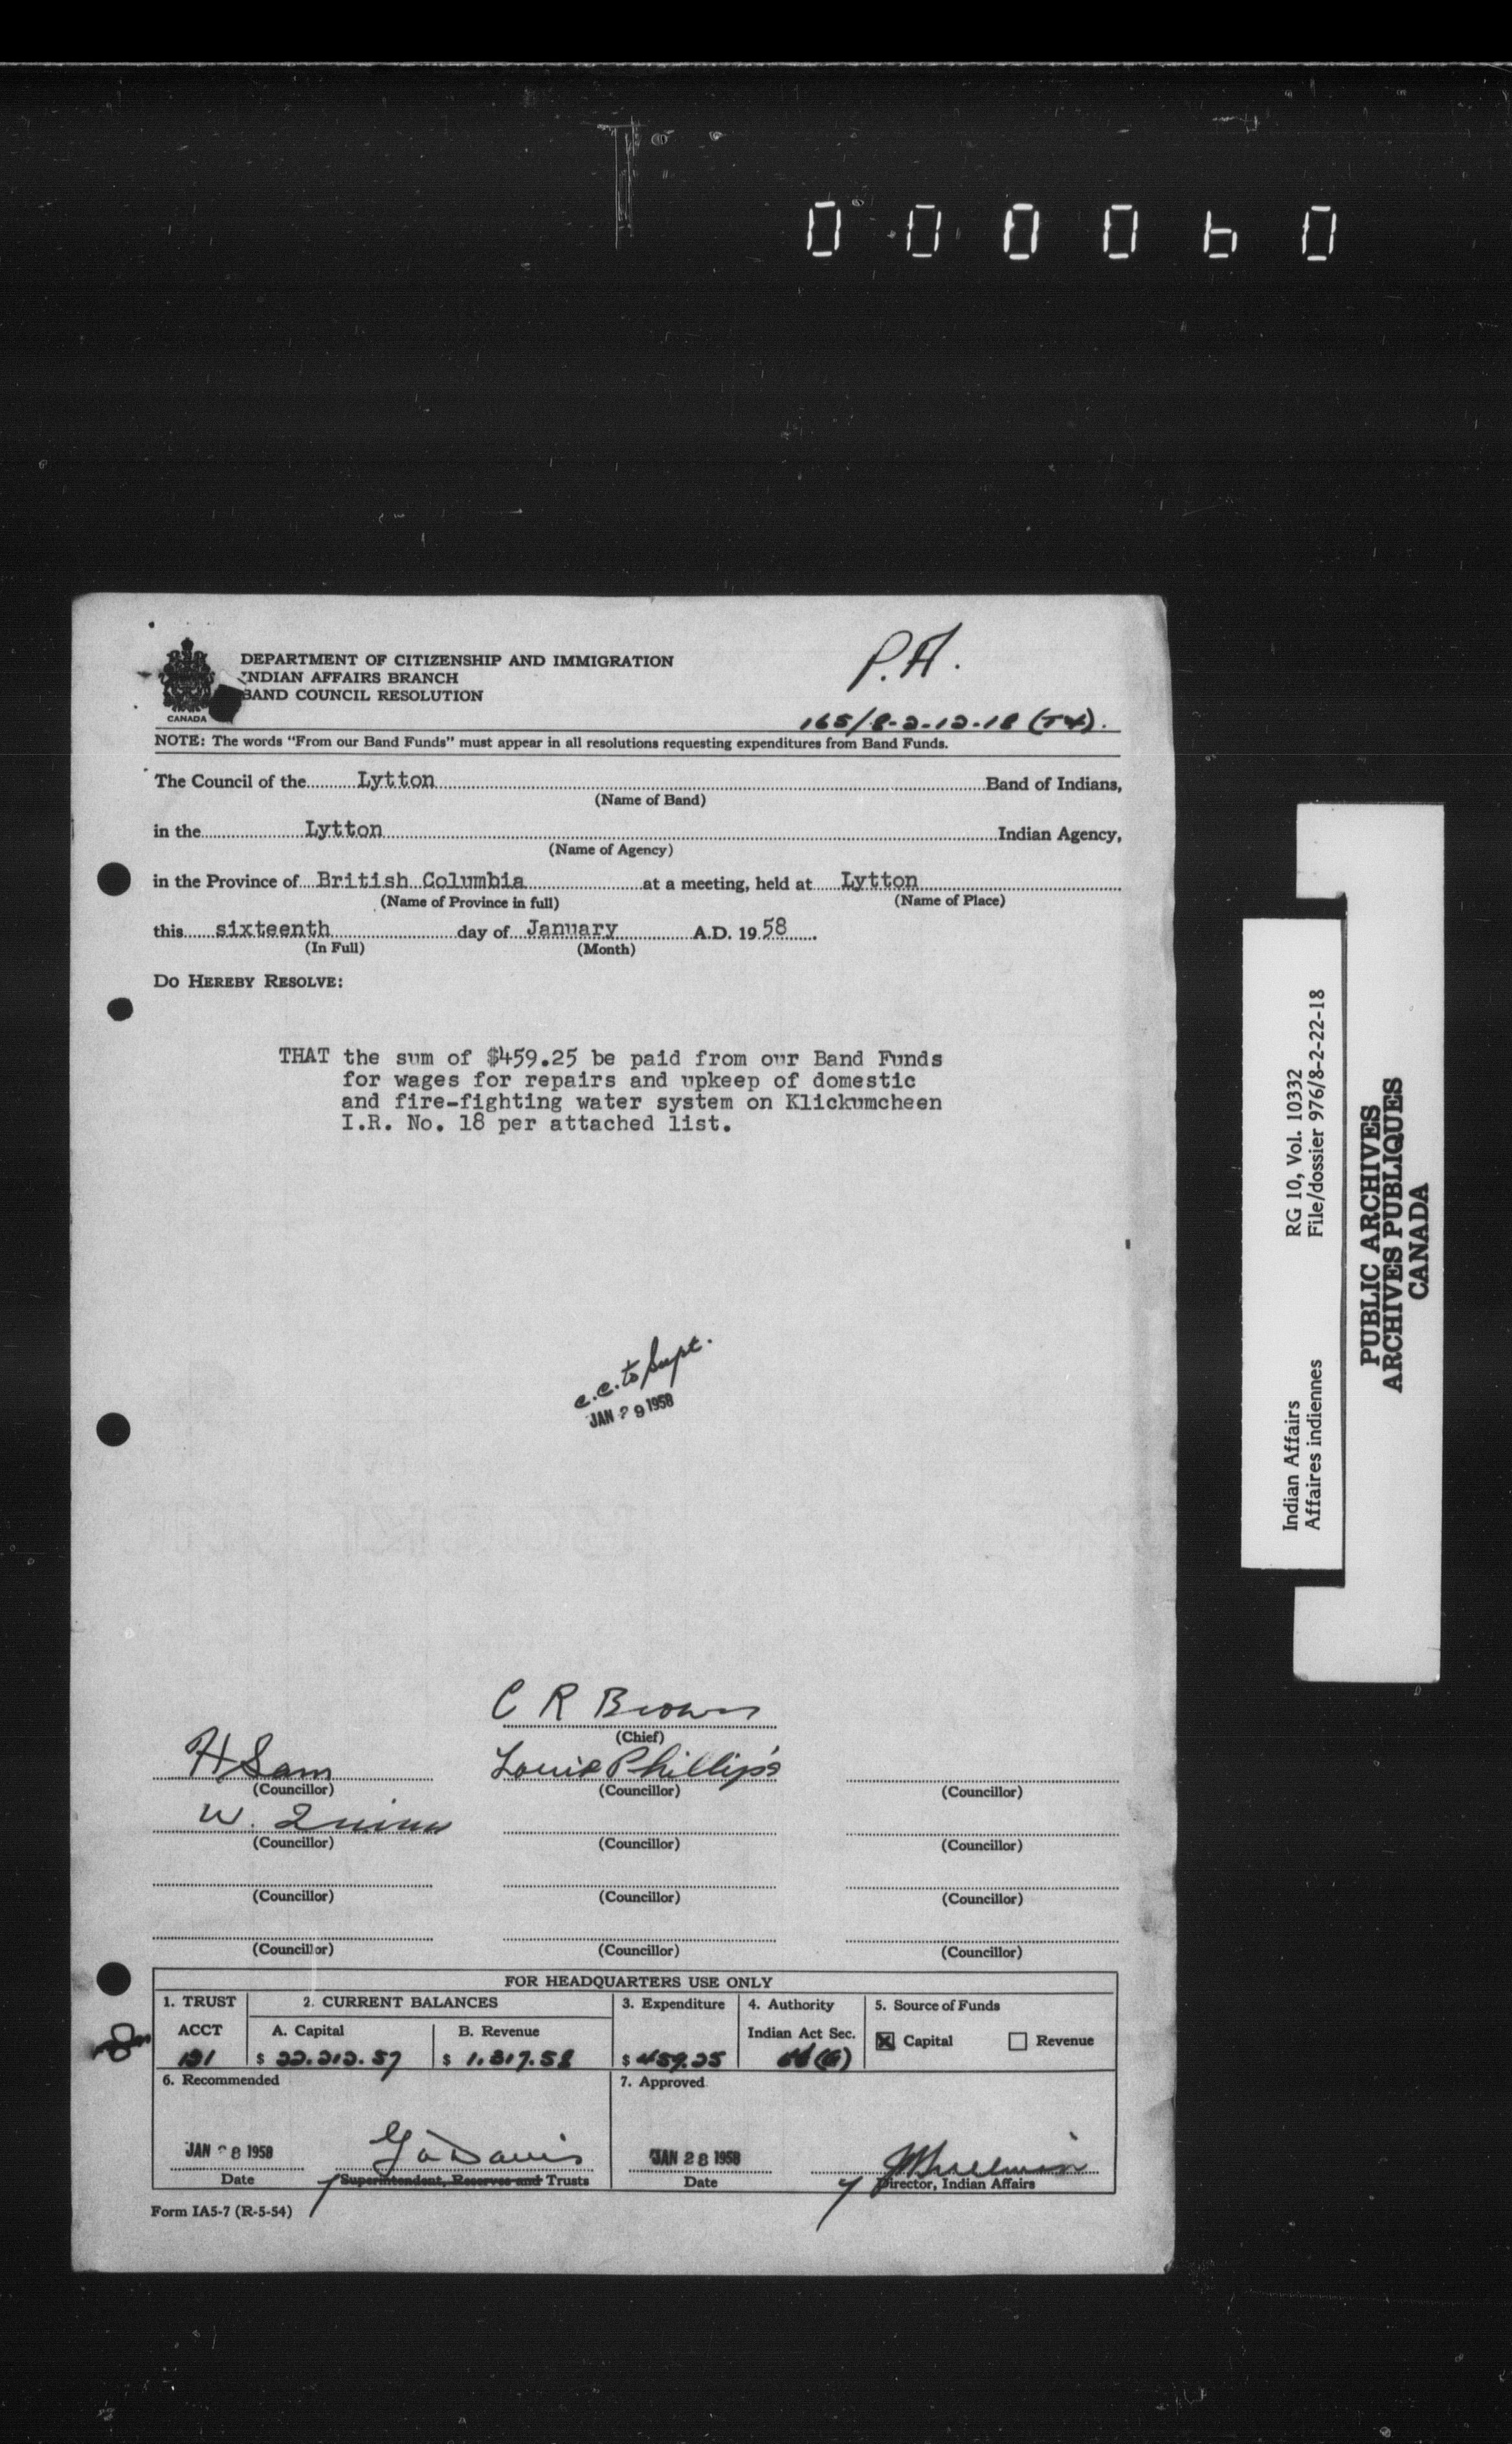 0 0 0 0 6 0
P.A.
DEPARTMENT OF CITIZENSHIP AND IMMIGRATION
INDIAN AFFAIRS BRANCH
BAND COUNCIL RESOLUTION
CANADA
165/8-2-12-18 (T4).
NOTE: The words "From our Band Funds" must appear in all resolutions requesting expenditures from Band Funds.
The Council of the Lytton Band of Indians,
(Name of Band)
in the Lytton Indian Agency,
(Name of Agency)
in the Province of British Columbia at a meeting, held at Lytton
(Name of Province in full) (Name of Place)
this sixteenth day of January A.D. 19 58
(In Full) (Month)
DO HEREBY RESOLVE:
THAT the sum of $459.25 be paid from our Band Funds
for wages for repairs and upkeep of domestic
and fire-fighting water system on Klickumcheen
I.R. No. 18 per attached list.
c.c. to Supt.
JAN 29 1958
C R Brown
(Chief)
H Sam Louie Phillips
(Councillor) (Councillor) (Councillor)
W. Quinn
(Councillor) (Councillor) (Councillor)
(Councillor) (Councillor) (Councillor)
(Councillor) (Councillor) (Councillor)
FOR HEADQUARTERS USE ONLY
1. TRUST 2. CURRENT BALANCES 3. Expenditure 4. Authority 5. Source of Funds
ACCT A. Capital B. Revenue Indian Act Sec. Capital Revenue
$ 22.212.57 $ 1.817.58 $ 459.25
6. Recommended 7. Approved
JAN 28 1958 JAN 28 1958
Date Superintendent, Reserves and Trusts Date Director, Indian Affairs
Form IA5-7 (R-5-54)
Indian Affairs RG 10, Vol. 10332
Affaires indiennes File/dossier 976/8-2-22-18
PUBLIC ARCHIVES
ARCHIVES PUBLIQUES
CANADA